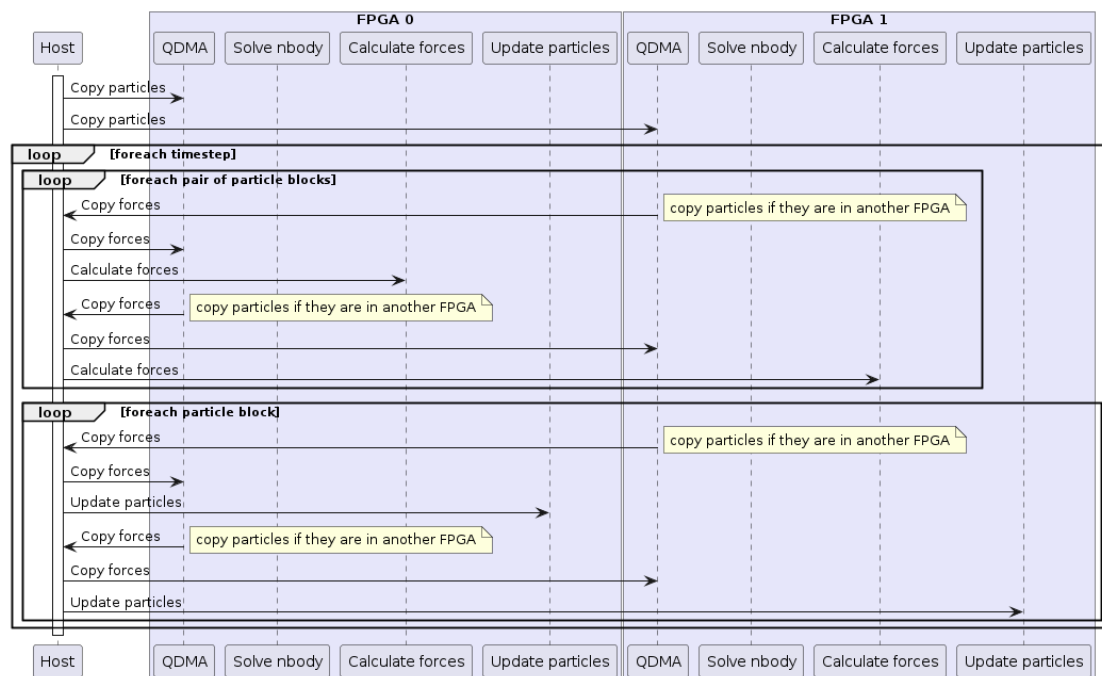 FPGA 0
FPGA 1
Host
QDMA
Solve nbody
Calculate forces
Update particles
QDMA
Solve nbody
Calculate forces
Update particles
Copy particles
Copy particles
loop [foreach timestep]
loop [foreach pair of particle blocks]
Copy forces
copy particles if they are in another FPGA
Copy forces
Calculate forces
Copy forces
copy particles if they are in another FPGA
Copy forces
Calculate forces
loop [foreach particle block]
Copy forces
copy particles if they are in another FPGA
Copy forces
Update particles
Copy forces
copy particles if they are in another FPGA
Copy forces
Update particles
Host
QDMA
Solve nbody
Calculate forces
Update particles
QDMA
Solve nbody
Calculate forces
Update particles